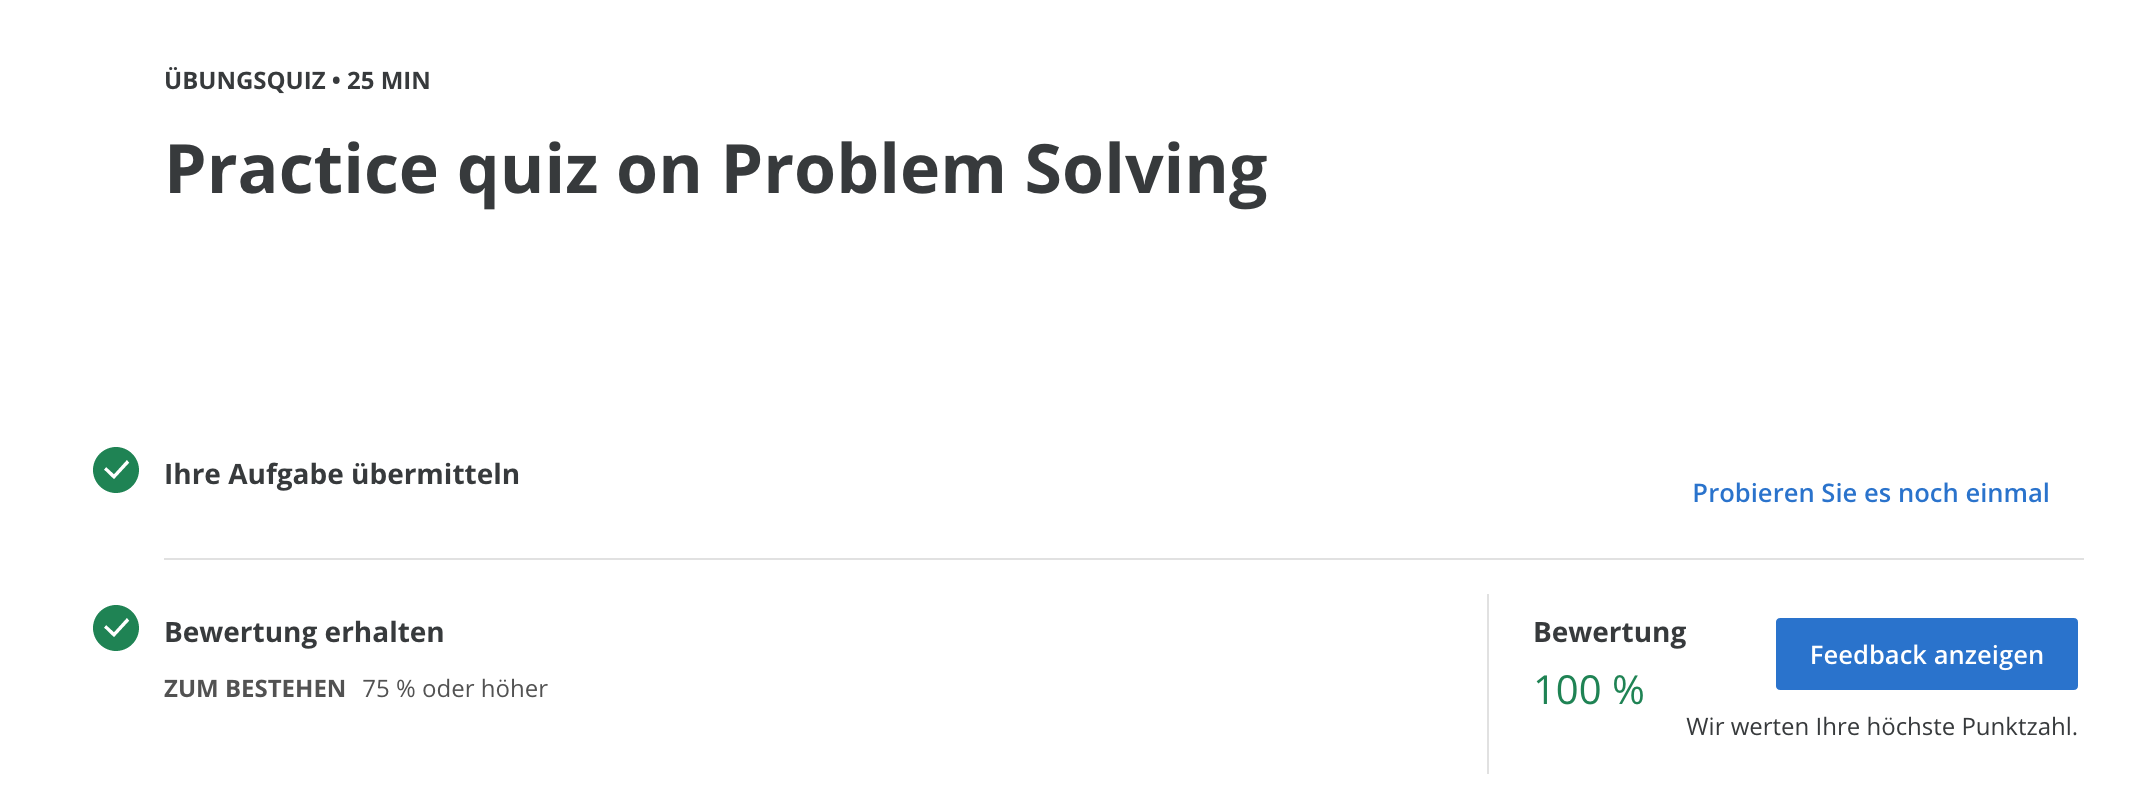 ÜBUNGSQUIZ • 25 MIN
Practice quiz on Problem Solving
Ihre Aufgabe übermitteln
Probieren Sie es noch einmal
Bewertung erhalten
ZUM BESTEHEN 75 % oder höher
Bewertung
100 %
Feedback anzeigen
Wir werten Ihre höchste Punktzahl.